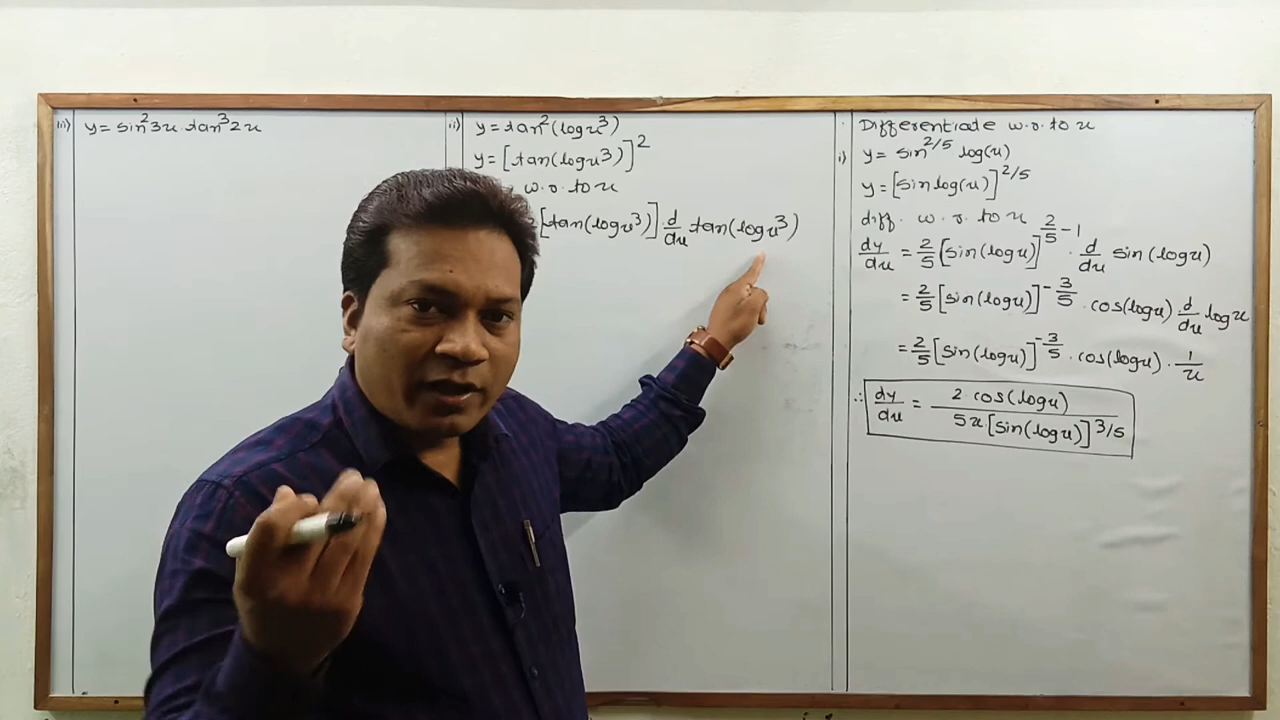 iii) y = sin²3x · tan³2x
ii) y = tan²(log x³)
y = [tan(log x³)]²
w.r. to x
[tan(log x³)] d/dx tan(log x³)
Differentiate w.r. to x
i) y = sin^2/5 log(x)
y = [sin log(x)]^2/5
diff. w.r. to x
dy/dx = 2/5 [sin(log x)]^2/5 - 1 · d/dx sin(log x)
= 2/5 [sin(log x)]^-3/5 · cos(log x) d/dx log x
= 2/5 [sin(log x)]^-3/5 · cos(log x) · 1/x
∴ dy/dx = 2 cos(log x) / 5x [sin(log x)]^3/5